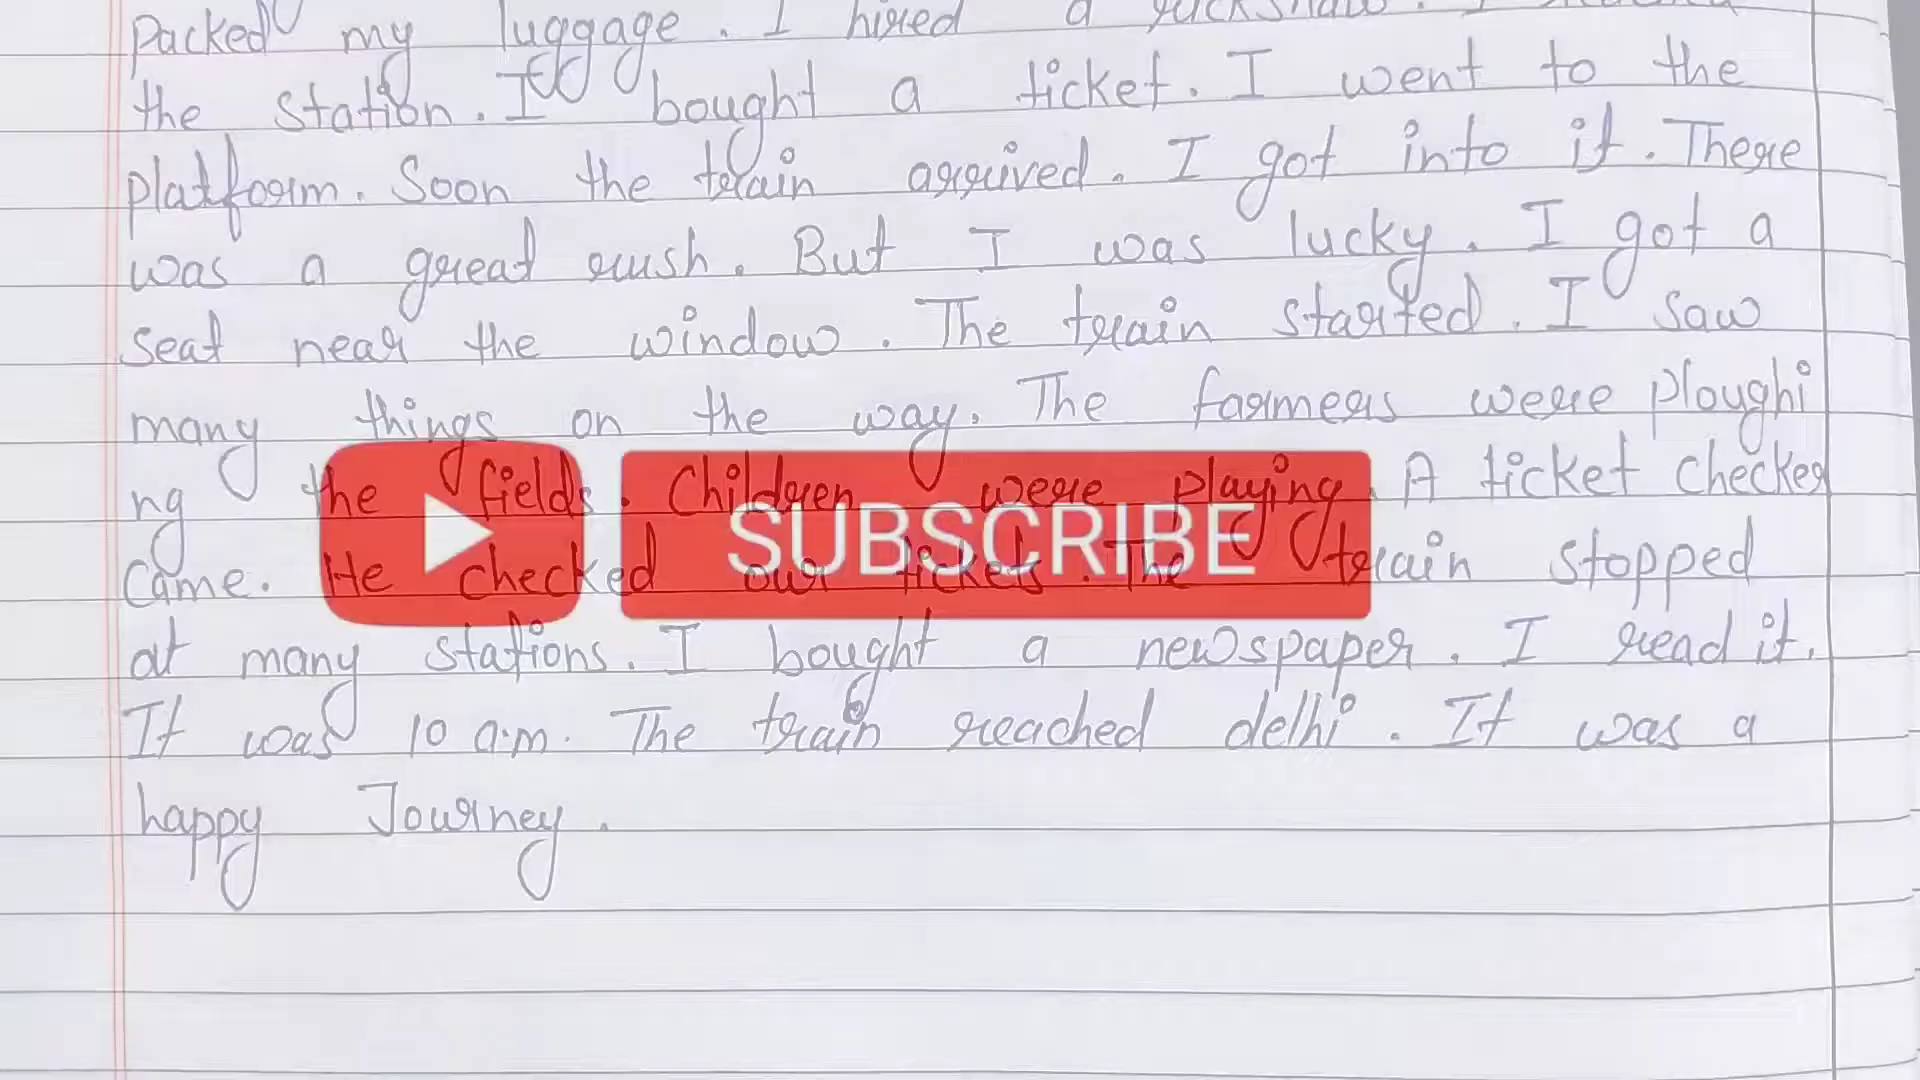 Packed my luggage. I hired a rickshaw. I reached
the station. I bought a ticket. I went to the
platform. Soon the train arrived. I got into it. There
was a great rush. But I was lucky. I got a
seat near the window. The train started. I saw
many things on the way. The farmers were ploughi
ng the fields. Children were playing. A ticket checker
SUBSCRIBE
came. He checked our tickets. The train stopped
at many stations. I bought a newspaper. I read it.
It was 10 a.m. The train reached delhi. It was a
happy Journey.